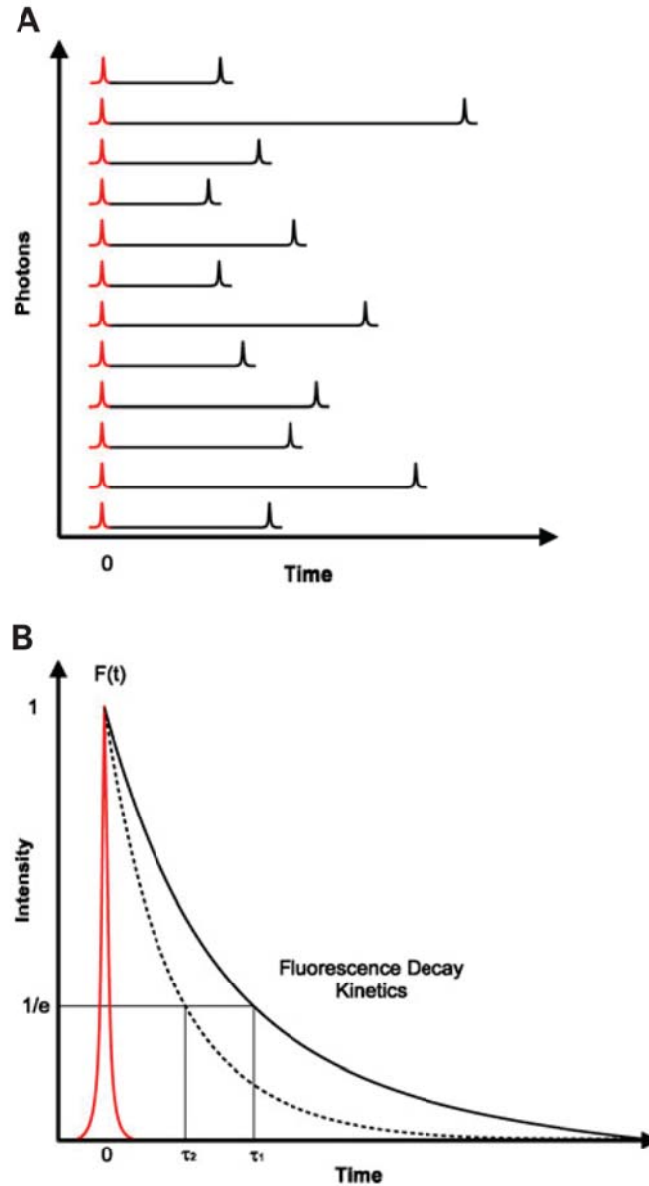 A
Photons
0
Time
B
F(t)
1
Intensity
Fluorescence Decay
Kinetics
1/e
0
τ2
τ1
Time